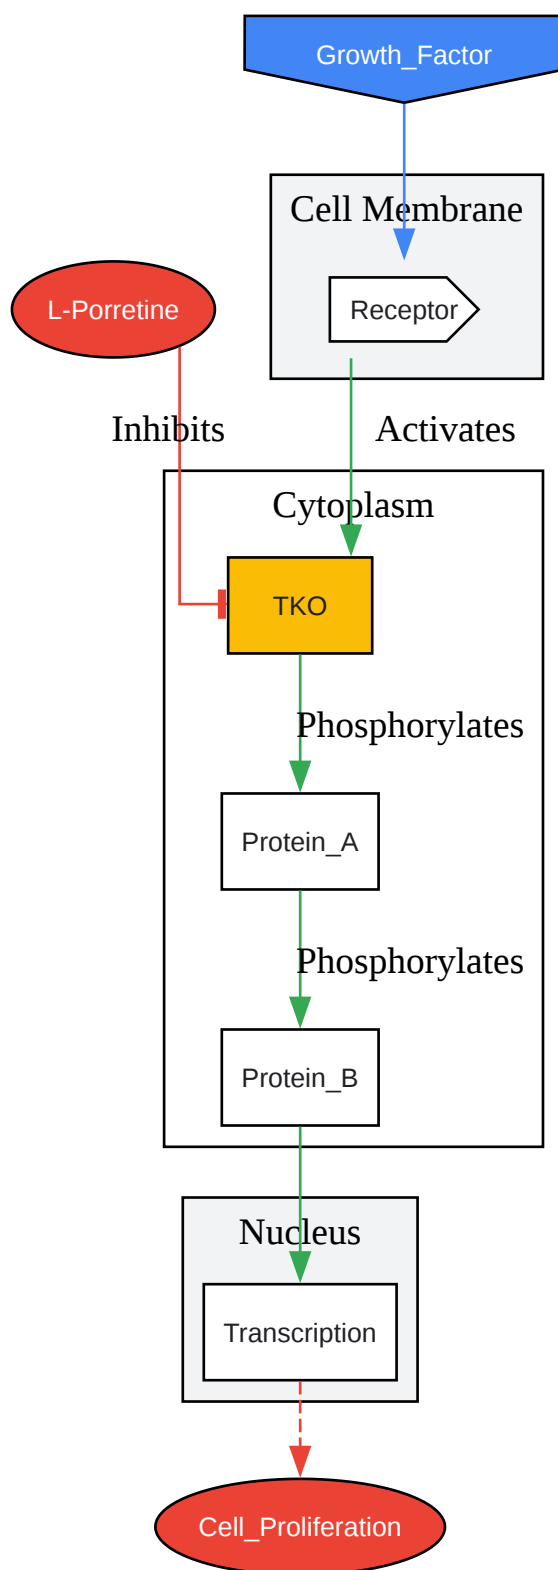 Growth_Factor
Cell Membrane
L-Porretine
Receptor
Inhibits
Activates
Cytoplasm
TKO
Phosphorylates
Protein_A
Phosphorylates
Protein_B
Nucleus
Transcription
Cell_Proliferation